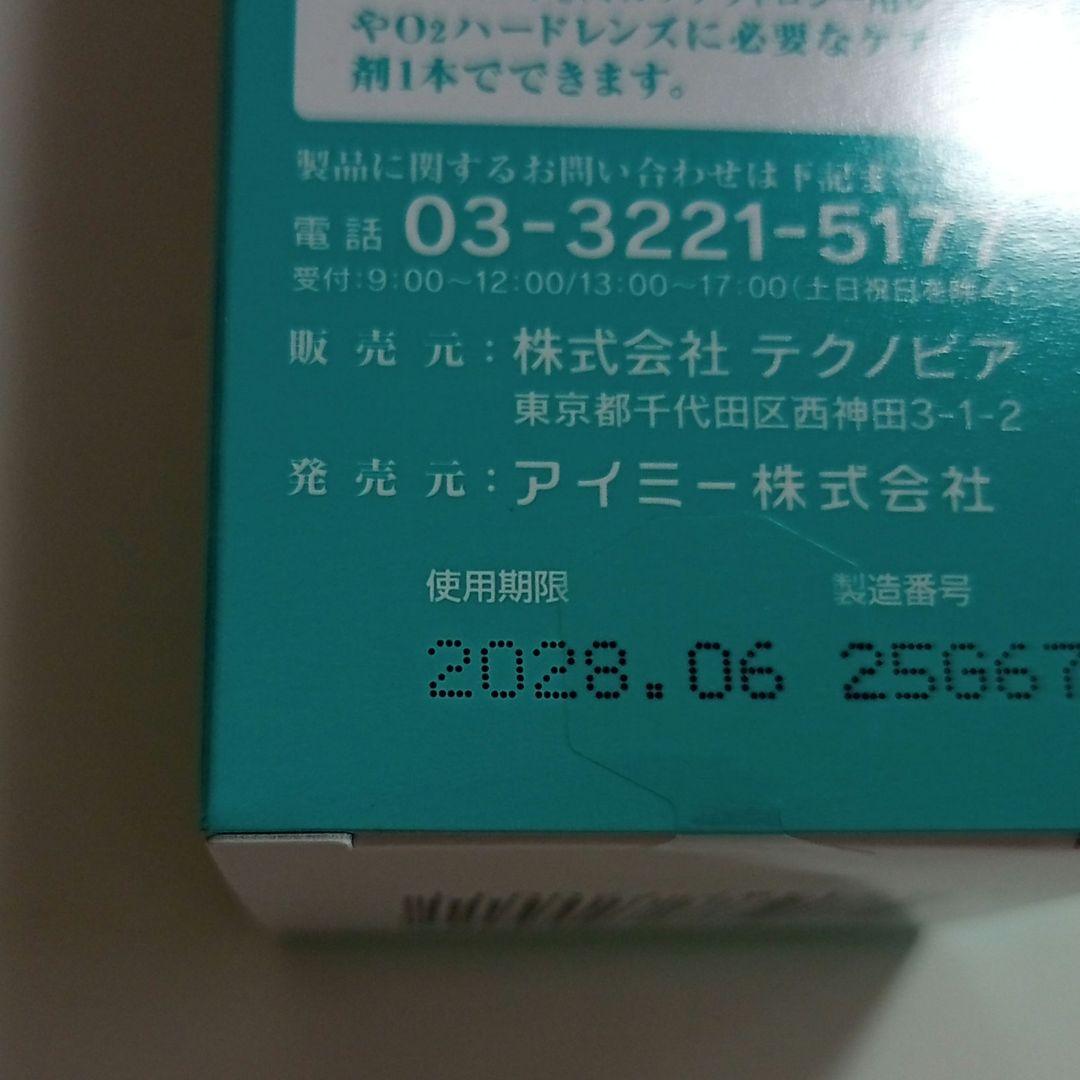 やO2ハードレンズに必要なケア
剤1本でできます。
製品に関するお問い合わせは下記まで
電話 03-3221-5177
受付:9:00〜12:00/13:00〜17:00(土日祝日を除く)
販売元:株式会社 テクノピア
東京都千代田区西神田3-1-2
発売元:アイミー株式会社
使用期限 製造番号
2028.06 25G67